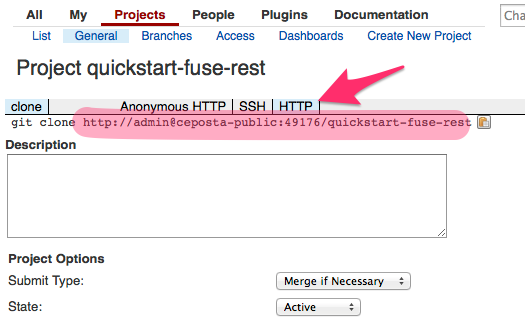 All My Projects People Plugins Documentation Cha
List General Branches Access Dashboards Create New Project
Project quickstart-fuse-rest
clone Anonymous HTTP SSH HTTP
git clone http://admin@ceposta-public:49176/quickstart-fuse-rest
Description
Project Options
Submit Type: Merge if Necessary
State: Active